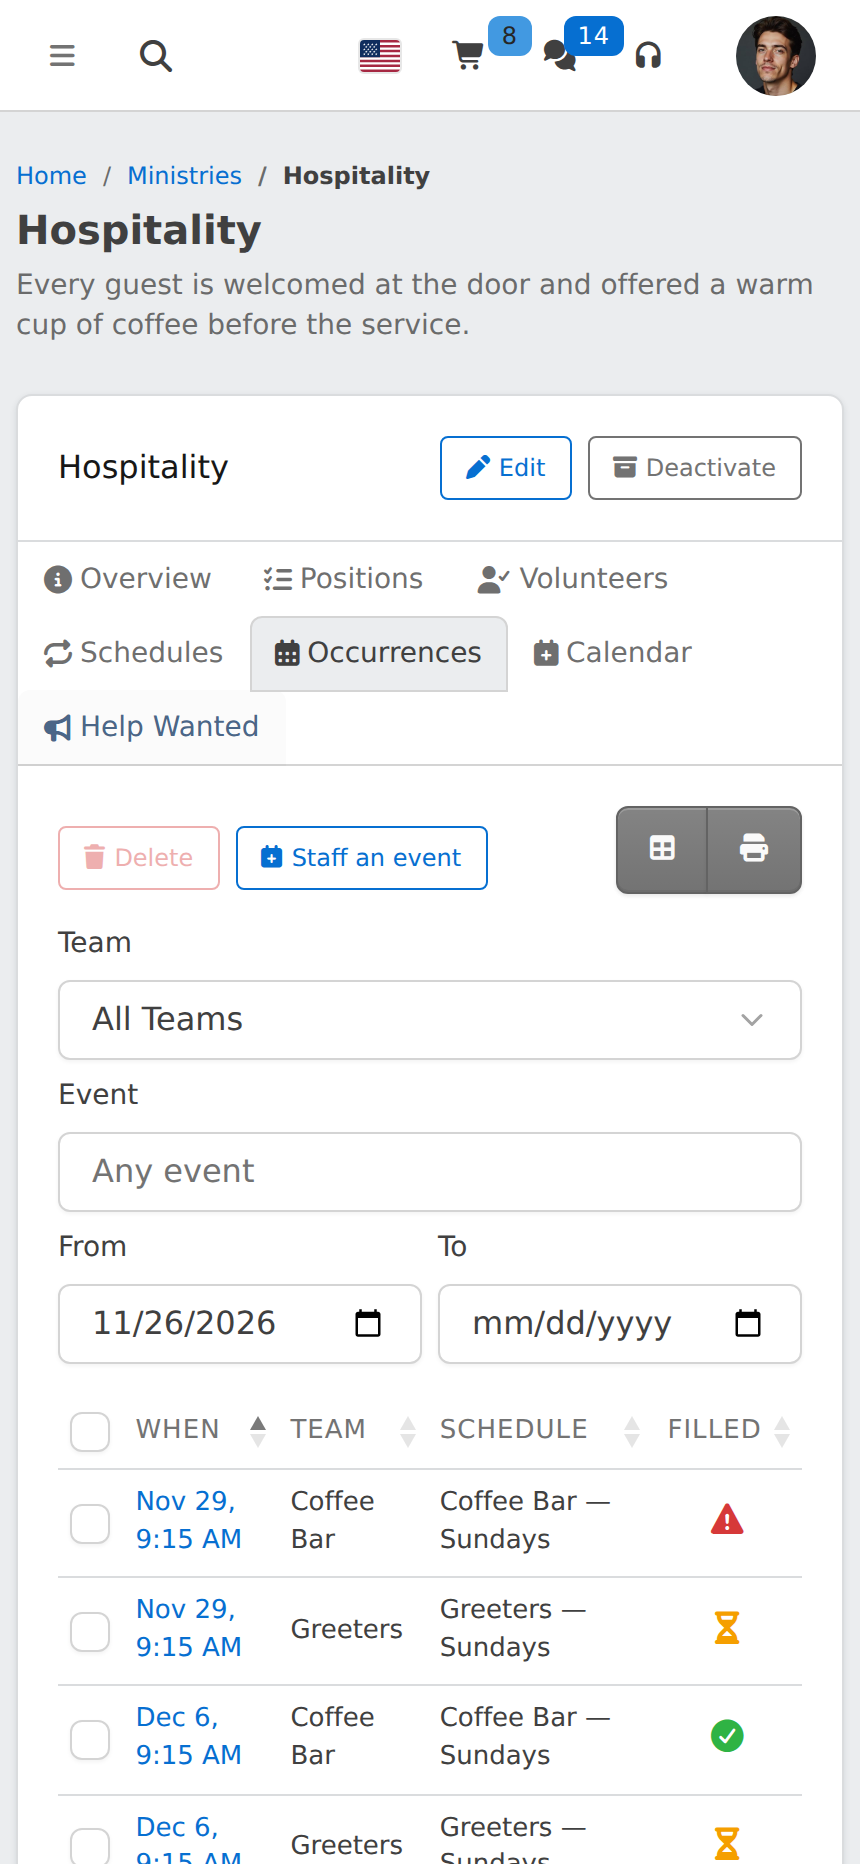 8
14
Home / Ministries / Hospitality
Hospitality
Every guest is welcomed at the door and offered a warm
cup of coffee before the service.
Hospitality
Edit
Deactivate
Overview
Positions
Volunteers
Schedules
Occurrences
Calendar
Help Wanted
Delete
Staff an event
Team
All Teams
Event
Any event
From
To
11/26/2026
mm/dd/yyyy
WHEN
TEAM
SCHEDULE
FILLED
Nov 29,
9:15 AM
Coffee
Bar
Coffee Bar —
Sundays
Nov 29,
9:15 AM
Greeters
Greeters —
Sundays
Dec 6,
9:15 AM
Coffee
Bar
Coffee Bar —
Sundays
Dec 6,
9:15 AM
Greeters
Greeters —
Sundays